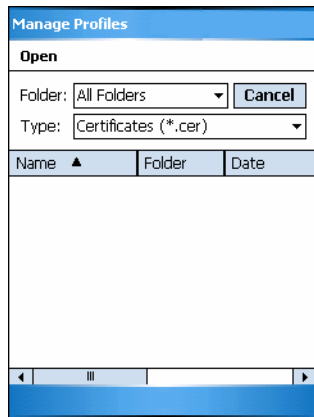 Manage Profiles
Open
Folder: All Folders Cancel
Type: Certificates (*.cer)
Name Folder Date